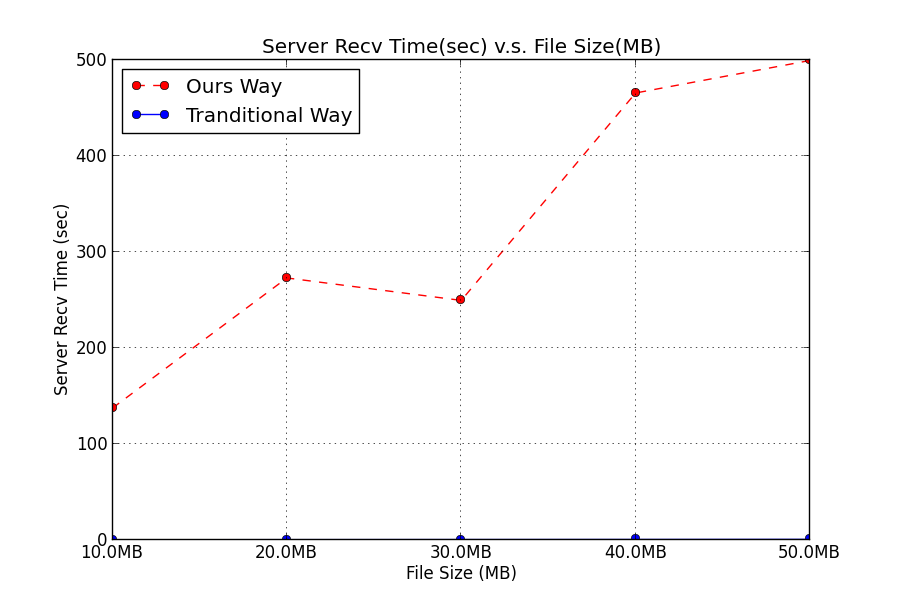 Server Recv Time(sec) v.s. File Size(MB)
500
400
300
200
100
0
Server Recv Time (sec)
Ours Way
Tranditional Way
10.0MB 20.0MB 30.0MB 40.0MB 50.0MB
File Size (MB)